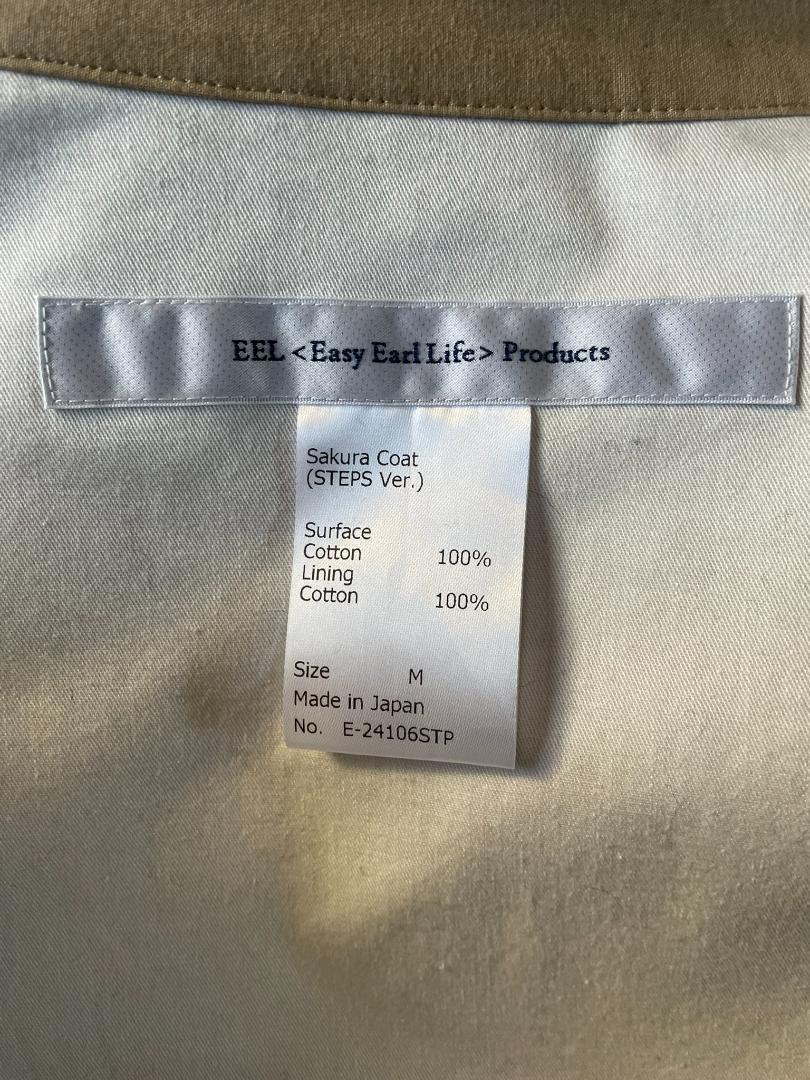 EEL <Easy Earl Life> Products
Sakura Coat
(STEPS Ver.)
Surface
Cotton 100%
Lining
Cotton 100%
Size M
Made in Japan
No. E-24106STP